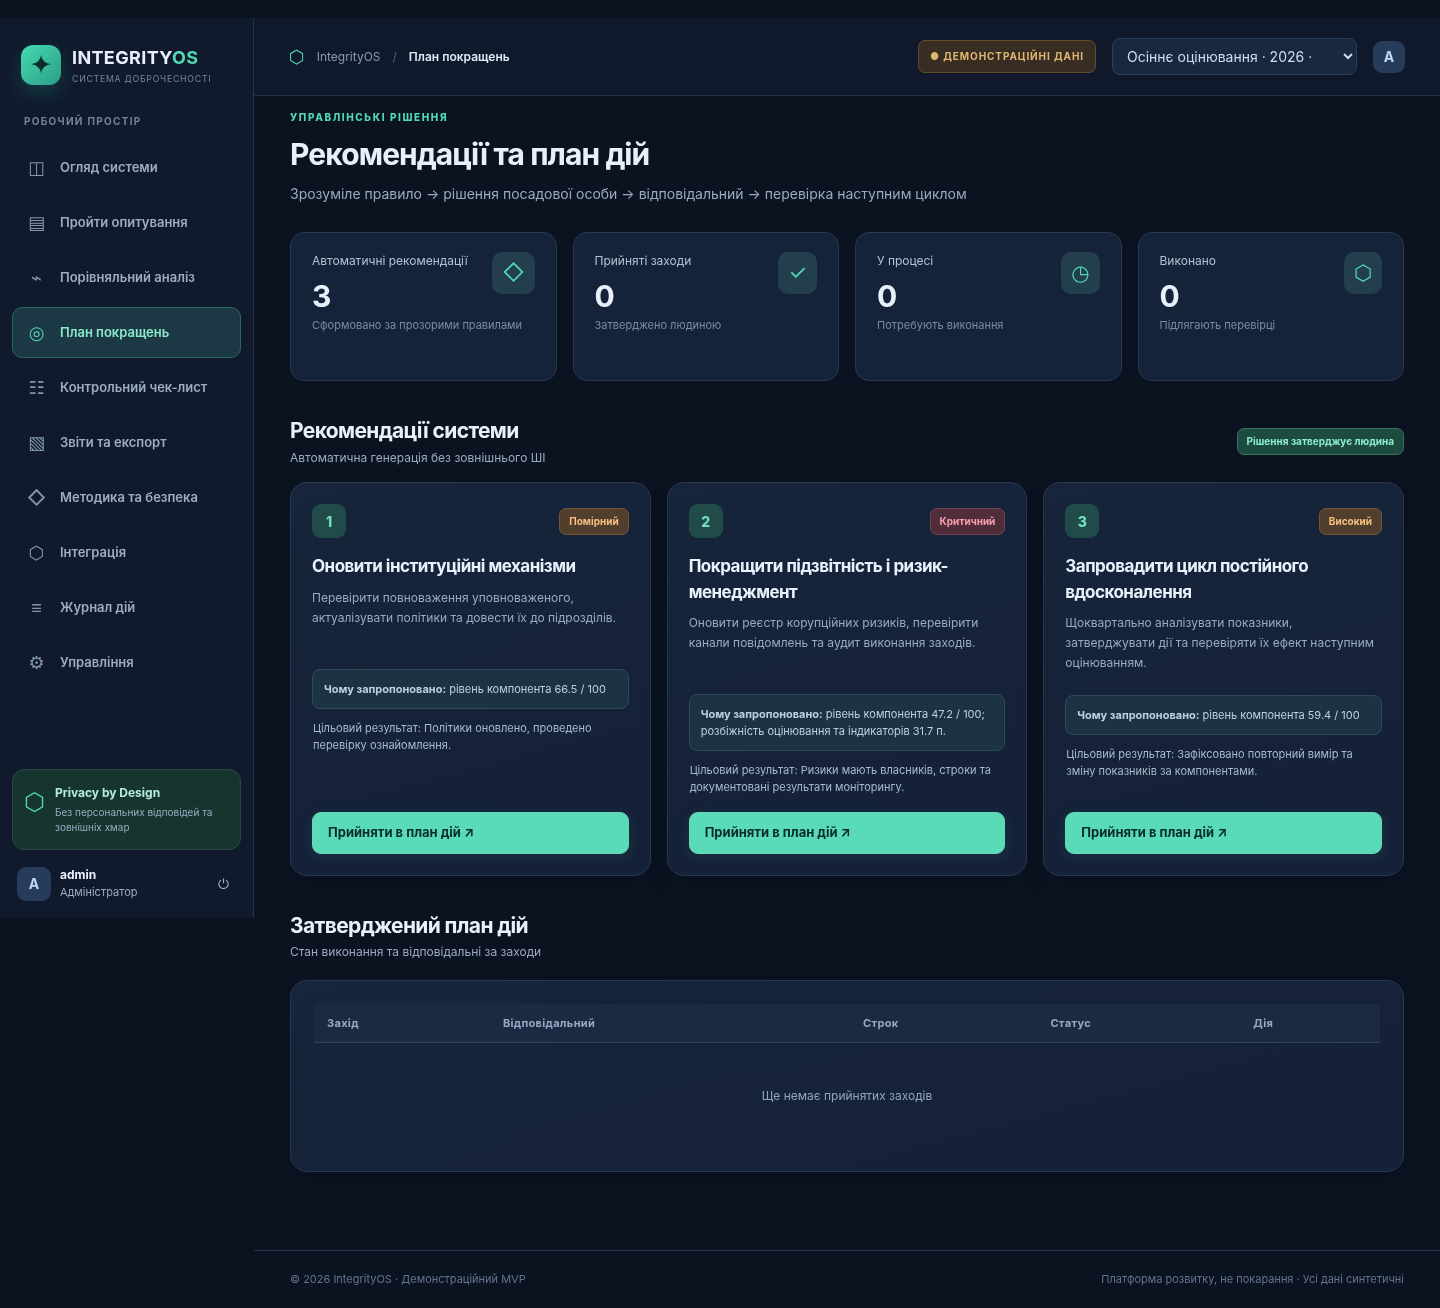 INTEGRITYOS
СИСТЕМА ДОБРОЧЕСНОСТІ
РОБОЧИЙ ПРОСТІР
Огляд системи
Пройти опитування
Порівняльний аналіз
План покращень
Контрольний чек-лист
Звіти та експорт
Методика та безпека
Інтеграція
Журнал дій
Управління
Privacy by Design
Без персональних відповідей та
зовнішніх хмар
A
admin
Адміністратор
IntegrityOS / План покращень
ДЕМОНСТРАЦІЙНІ ДАНІ
Осіннє оцінювання · 2026 ·
A
УПРАВЛІНСЬКІ РІШЕННЯ
Рекомендації та план дій
Зрозуміле правило → рішення посадової особи → відповідальний → перевірка наступним циклом
Автоматичні рекомендації
3
Сформовано за прозорими правилами
Прийняті заходи
0
Затверджено людиною
У процесі
0
Потребують виконання
Виконано
0
Підлягають перевірці
Рекомендації системи
Автоматична генерація без зовнішнього ШІ
Рішення затверджує людина
1
Помірний
Оновити інституційні механізми
Перевірити повноваження уповноваженого,
актуалізувати політики та довести їх до підрозділів.
Чому запропоновано: рівень компонента 66.5 / 100
Цільовий результат: Політики оновлено, проведено
перевірку ознайомлення.
Прийняти в план дій ↗
2
Критичний
Покращити підзвітність і ризик-
менеджмент
Оновити реєстр корупційних ризиків, перевірити
канали повідомлень та аудит виконання заходів.
Чому запропоновано: рівень компонента 47.2 / 100;
розбіжність оцінювання та індикаторів 31.7 п.
Цільовий результат: Ризики мають власників, строки та
документовані результати моніторингу.
Прийняти в план дій ↗
3
Високий
Запровадити цикл постійного
вдосконалення
Щоквартально аналізувати показники,
затверджувати дії та перевіряти їх ефект наступним
оцінюванням.
Чому запропоновано: рівень компонента 59.4 / 100
Цільовий результат: Зафіксовано повторний вимір та
зміну показників за компонентами.
Прийняти в план дій ↗
Затверджений план дій
Стан виконання та відповідальні за заходи
Захід Відповідальний Строк Статус Дія
Ще немає прийнятих заходів
© 2026 IntegrityOS · Демонстраційний MVP
Платформа розвитку, не покарання · Усі дані синтетичні